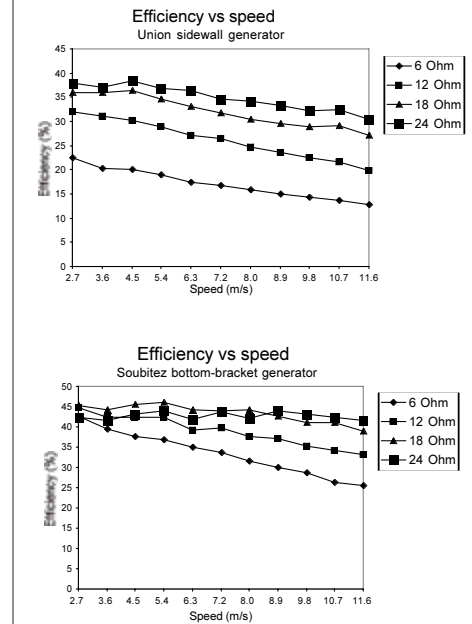 Efficiency vs speed
Union sidewall generator
45
40
35
30
25
20
15
10
5
0
Efficiency (%)
2.7 3.6 4.5 5.4 6.3 7.2 8.0 8.9 9.8 10.7 11.6
Speed (m/s)
6 Ohm
12 Ohm
18 Ohm
24 Ohm
Efficiency vs speed
Soubitez bottom-bracket generator
50
45
40
35
30
25
20
15
10
5
0
Efficiency (%)
2.7 3.6 4.5 5.4 6.3 7.2 8.0 8.9 9.8 10.7 11.6
Speed (m/s)
6 Ohm
12 Ohm
18 Ohm
24 Ohm